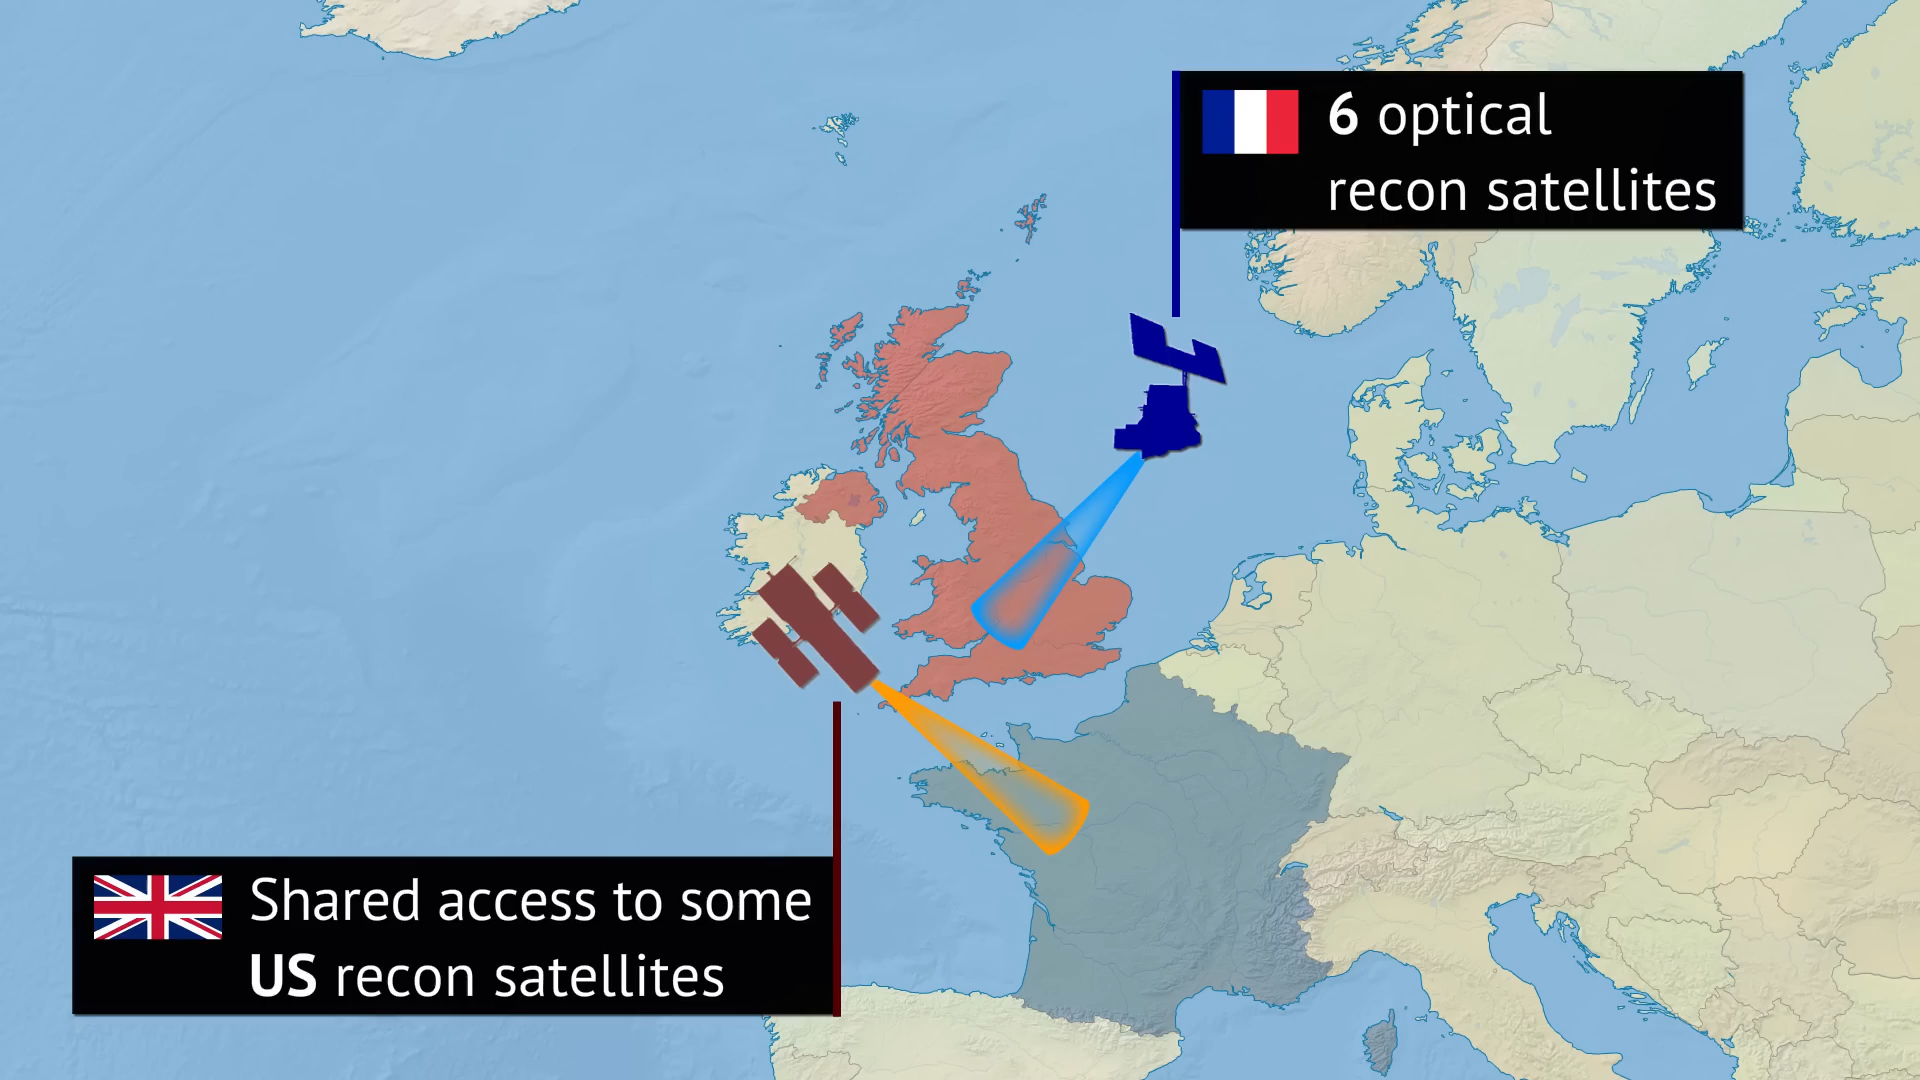 6 optical
recon satellites
Shared access to some
US recon satellites